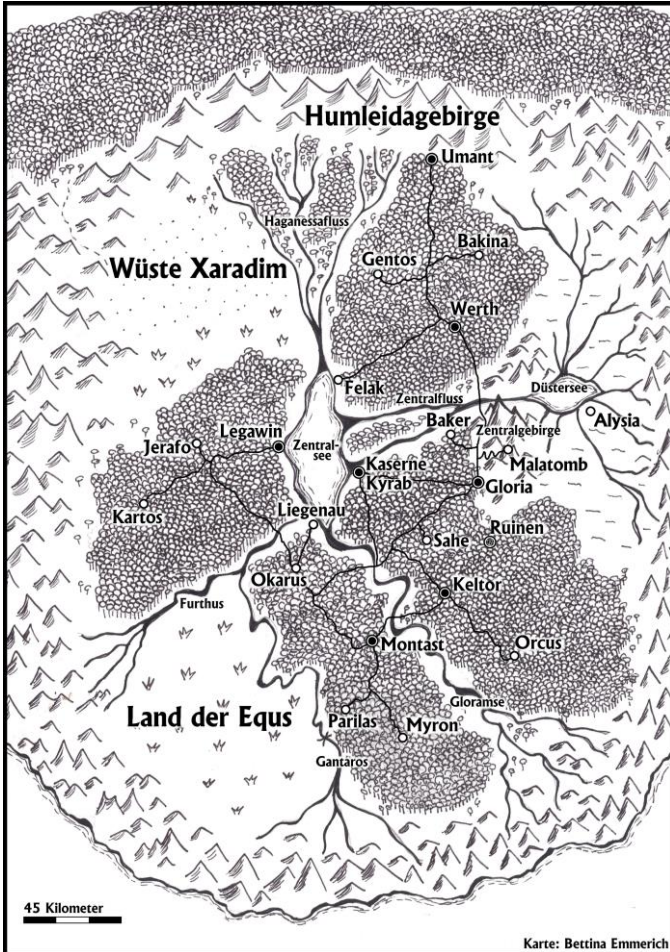 Humleidagebirge
Umant
Haganessafluss
Bakina
Gentos
Wüste Xaradim
Werth
Felak
Düstersee
Zentralfluss
Alysia
Baker
Zentralgebirge
Legawin
Jerafo
Zentral-
see
Malatomb
Kaserne
Kyrab
Gloria
Kartos
Liegenau
Ruinen
Sahe
Okarus
Keltor
Furthus
Montast
Orcus
Gloramse
Land der Equs
Parilas
Myron
Gantaros
45 Kilometer
Karte: Bettina Emmerich